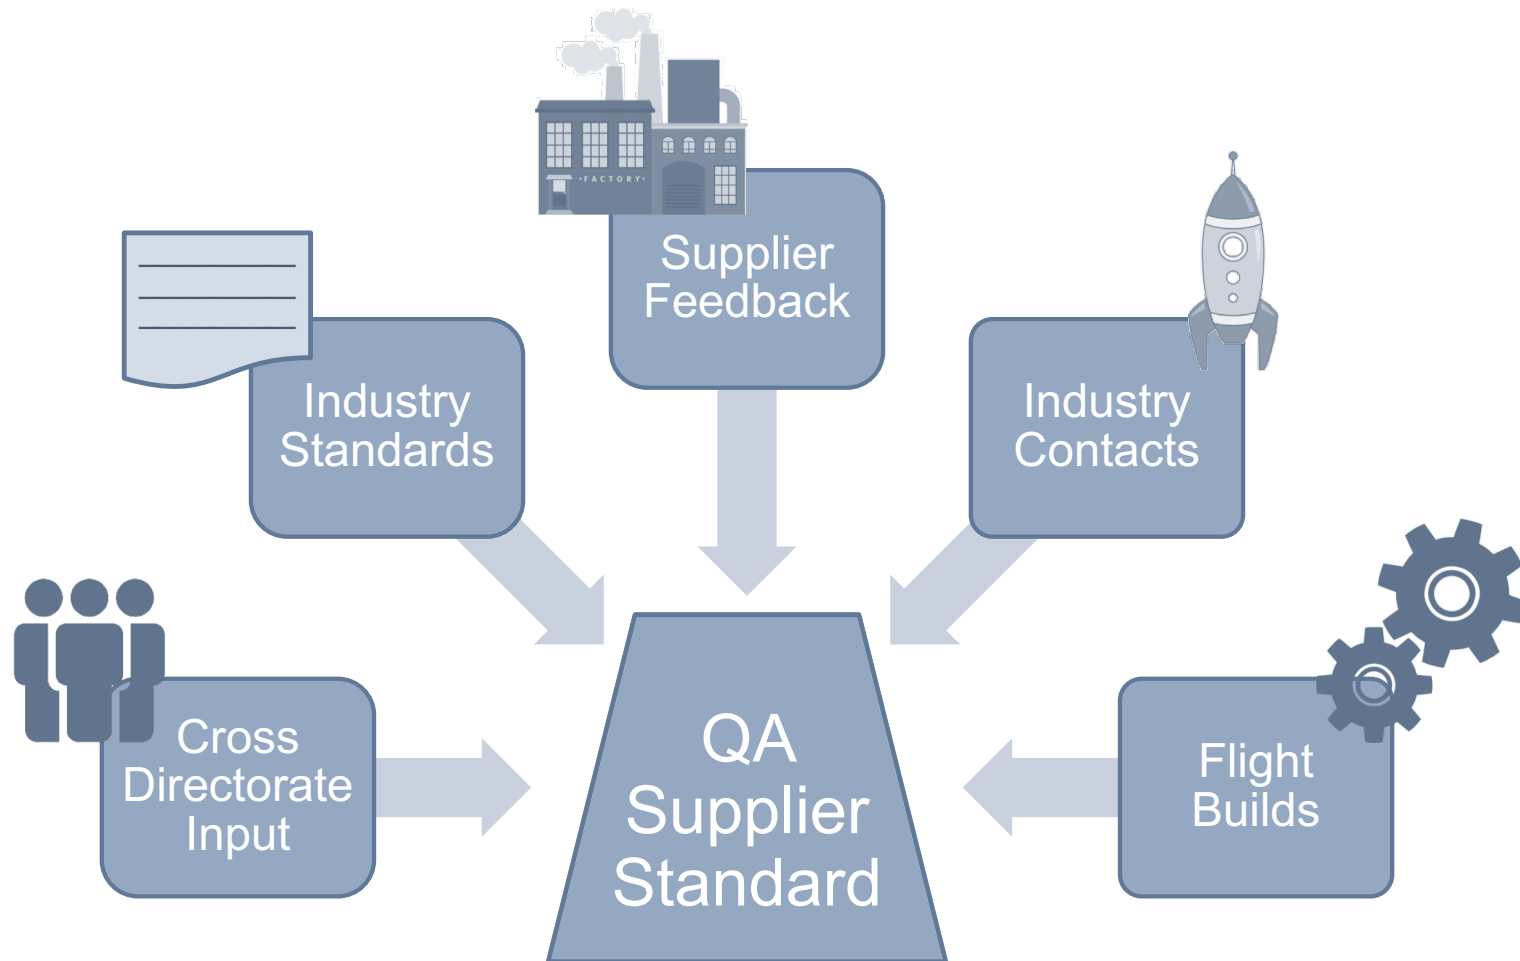 ·FACTORY·
Supplier
Feedback
Industry
Standards
Industry
Contacts
Cross
Directorate
Input
QA
Supplier
Standard
Flight
Builds